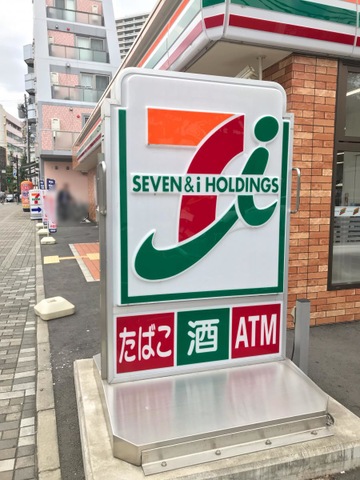 SEVEN & i HOLDINGS
たばこ
酒
ATM